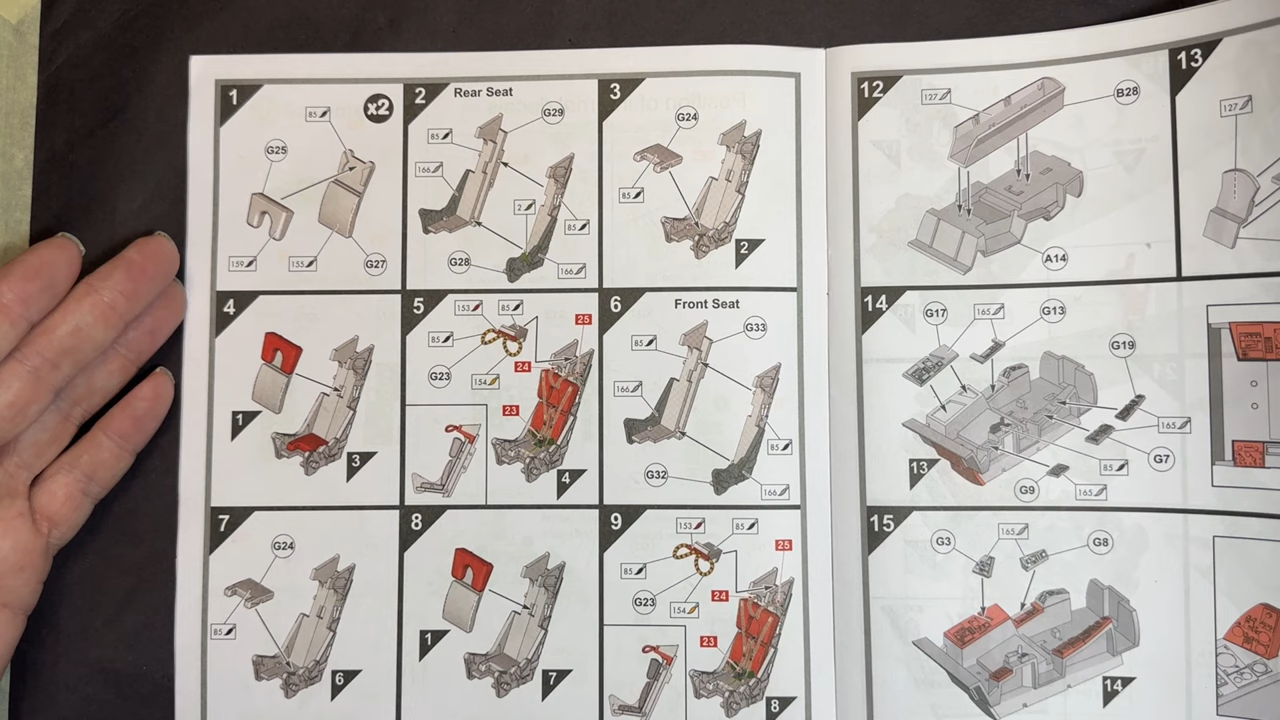 1
x2
85
G25
159
155
G27
2
Rear Seat
G29
85
166
2
85
G28
166
3
G24
85
2
4
1
3
5
153
85
25
85
24
G23
154
23
4
6
Front Seat
G33
85
166
85
G32
166
7
G24
85
6
8
1
7
9
153
85
25
85
24
G23
154
23
8
12
127
B28
A14
13
127
14
G17
165
G13
G19
165
G7
85
13
G9
165
15
G3
165
G8
14